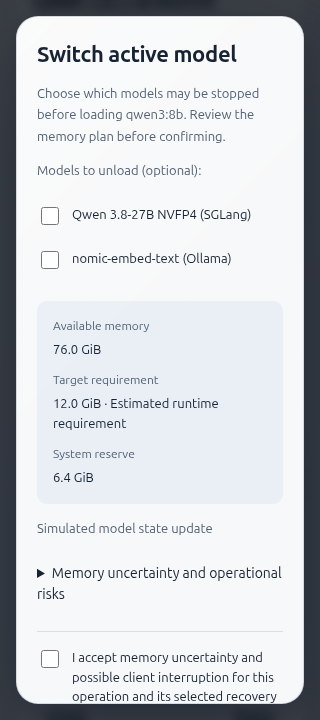 Switch active model
Choose which models may be stopped
before loading qwen3:8b. Review the
memory plan before confirming.
Models to unload (optional):
Qwen 3.8-27B NVFP4 (SGLang)
nomic-embed-text (Ollama)
Available memory
76.0 GiB
Target requirement
12.0 GiB · Estimated runtime
requirement
System reserve
6.4 GiB
Simulated model state update
Memory uncertainty and operational
risks
I accept memory uncertainty and
possible client interruption for this
operation and its selected recovery